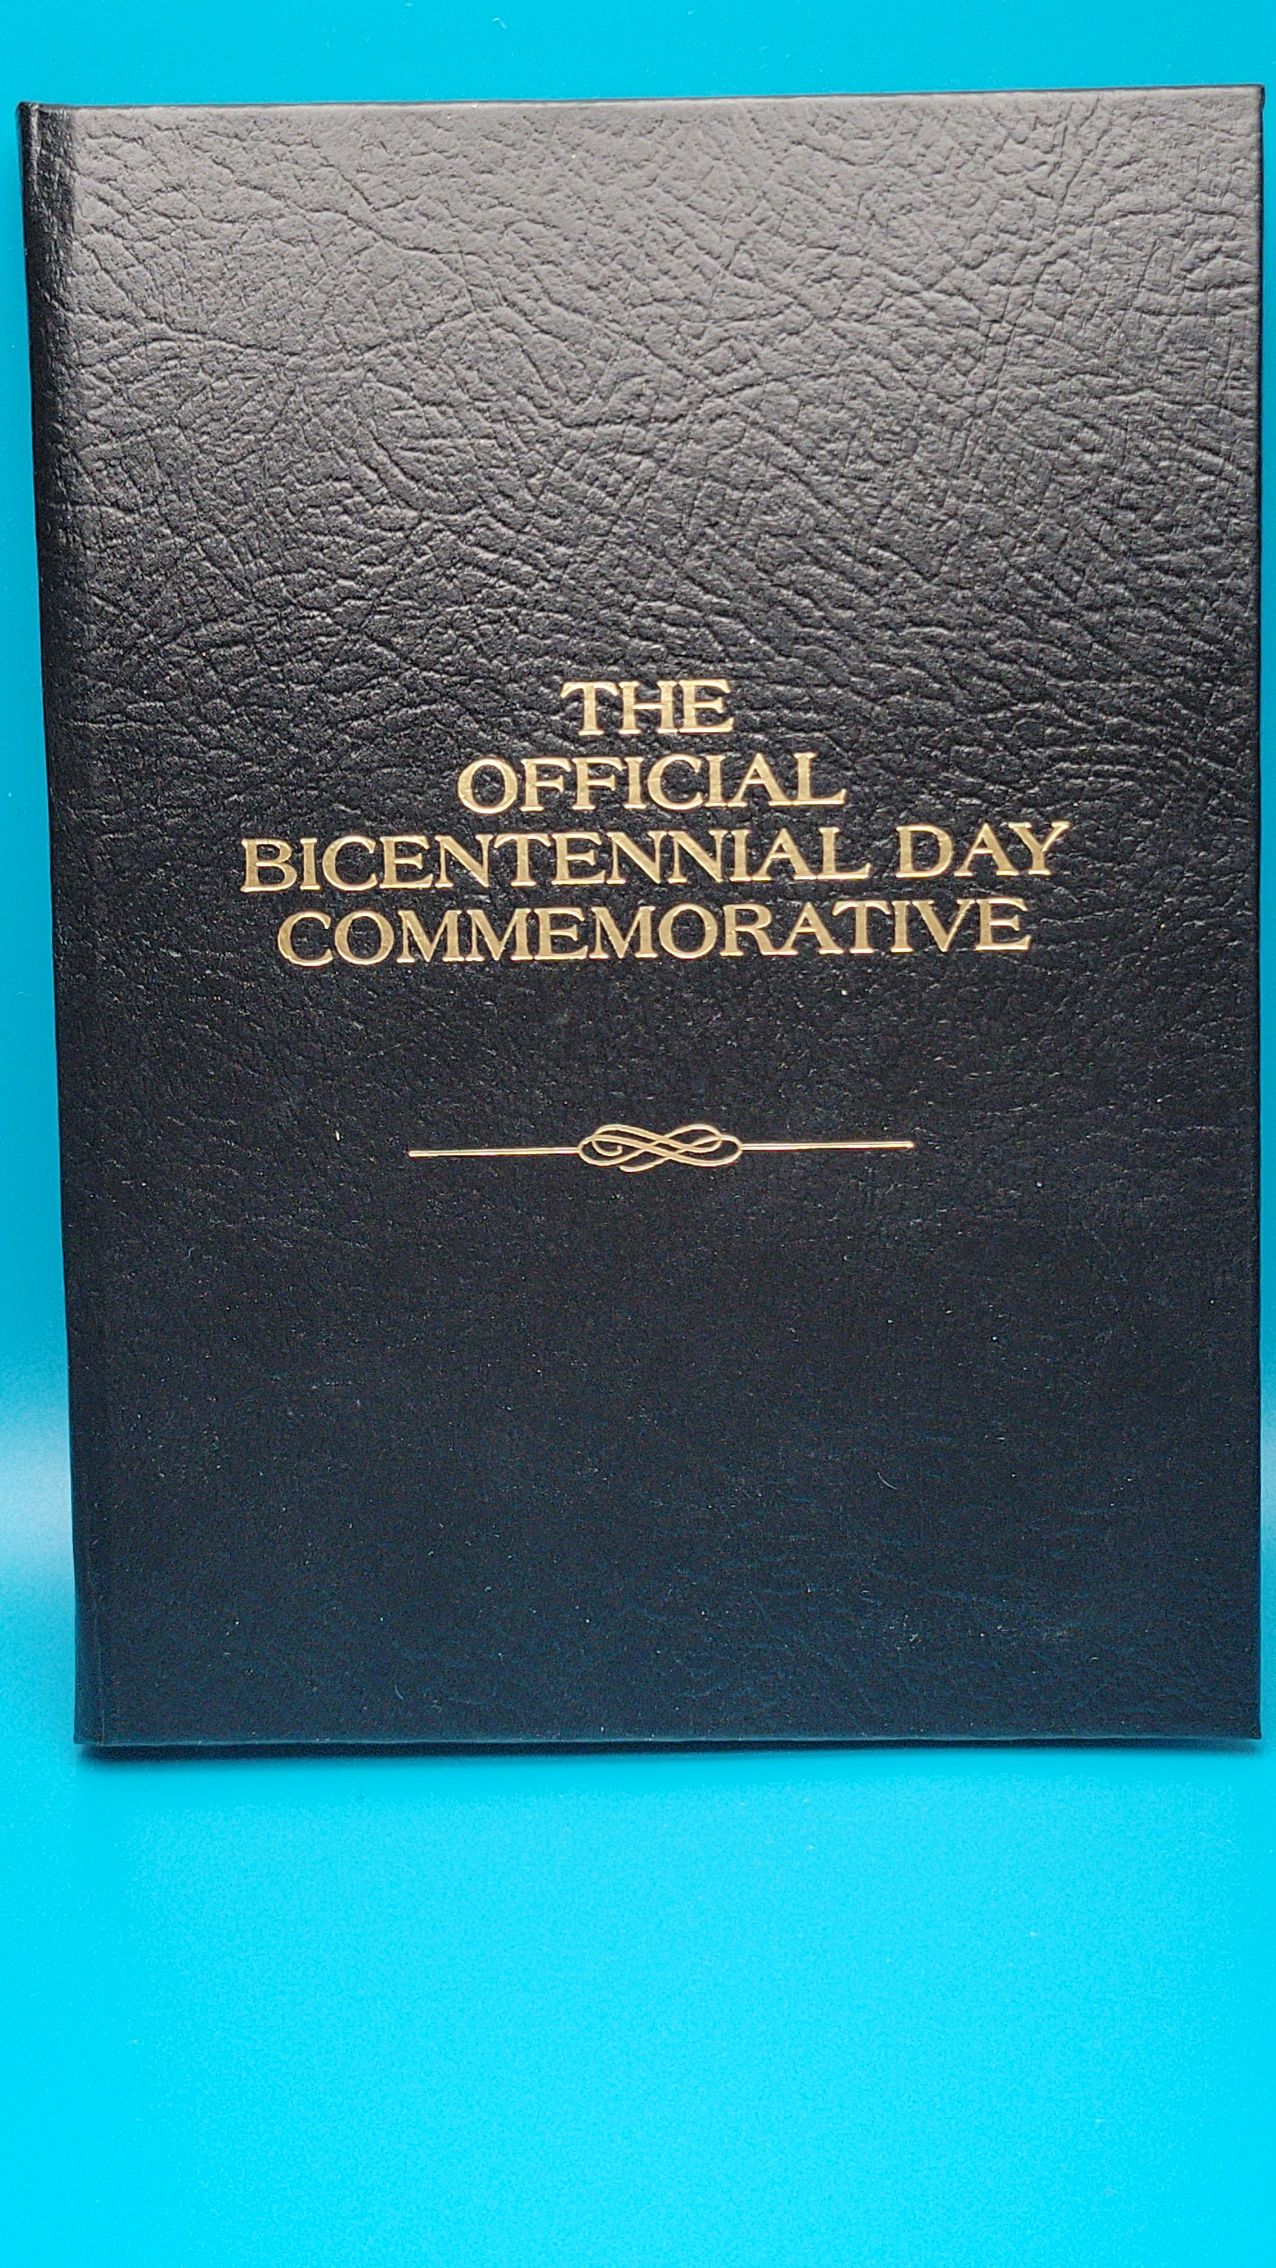 THE
OFFICIAL
BICENTENNIAL DAY
COMMEMORATIVE